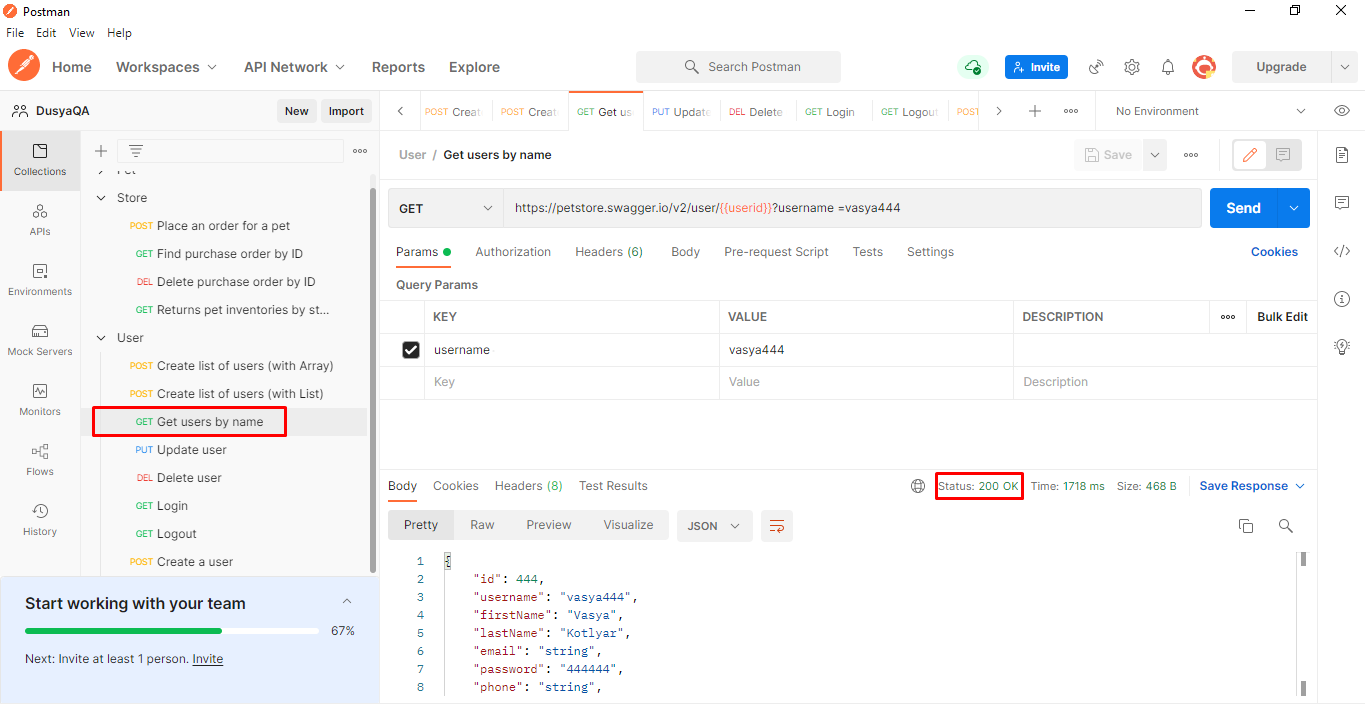 Postman
File Edit View Help
Home Workspaces API Network Reports Explore Search Postman Invite Upgrade
DusyaQA New Import
POST Creat POST Creat GET Get us PUT Update DEL Delete GET Login GET Logout POST No Environment
Collections
APIs
Environments
Mock Servers
Monitors
Flows
History
Pet
Store
POST Place an order for a pet
GET Find purchase order by ID
DEL Delete purchase order by ID
GET Returns pet inventories by st...
User
POST Create list of users (with Array)
POST Create list of users (with List)
GET Get users by name
PUT Update user
DEL Delete user
GET Login
GET Logout
POST Create a user
Start working with your team
67%
Next: Invite at least 1 person. Invite
User / Get users by name Save
GET https://petstore.swagger.io/v2/user/{{userid}}?username =vasya444 Send
Params Authorization Headers (6) Body Pre-request Script Tests Settings Cookies
Query Params
KEY VALUE DESCRIPTION Bulk Edit
username vasya444
Key Value Description
Body Cookies Headers (8) Test Results Status: 200 OK Time: 1718 ms Size: 468 B Save Response
Pretty Raw Preview Visualize JSON
1 {
2 "id": 444,
3 "username": "vasya444",
4 "firstName": "Vasya",
5 "lastName": "Kotlyar",
6 "email": "string",
7 "password": "444444",
8 "phone": "string",